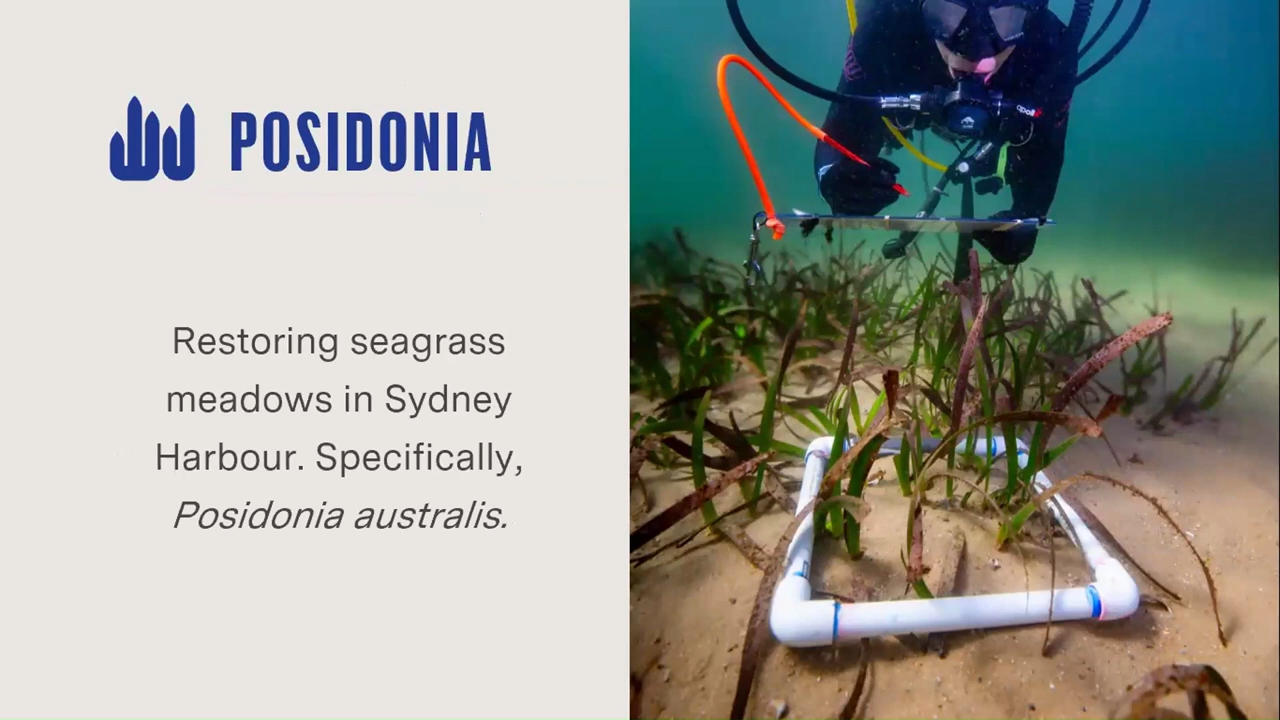 POSIDONIA
Restoring seagrass
meadows in Sydney
Harbour. Specifically,
Posidonia australis.